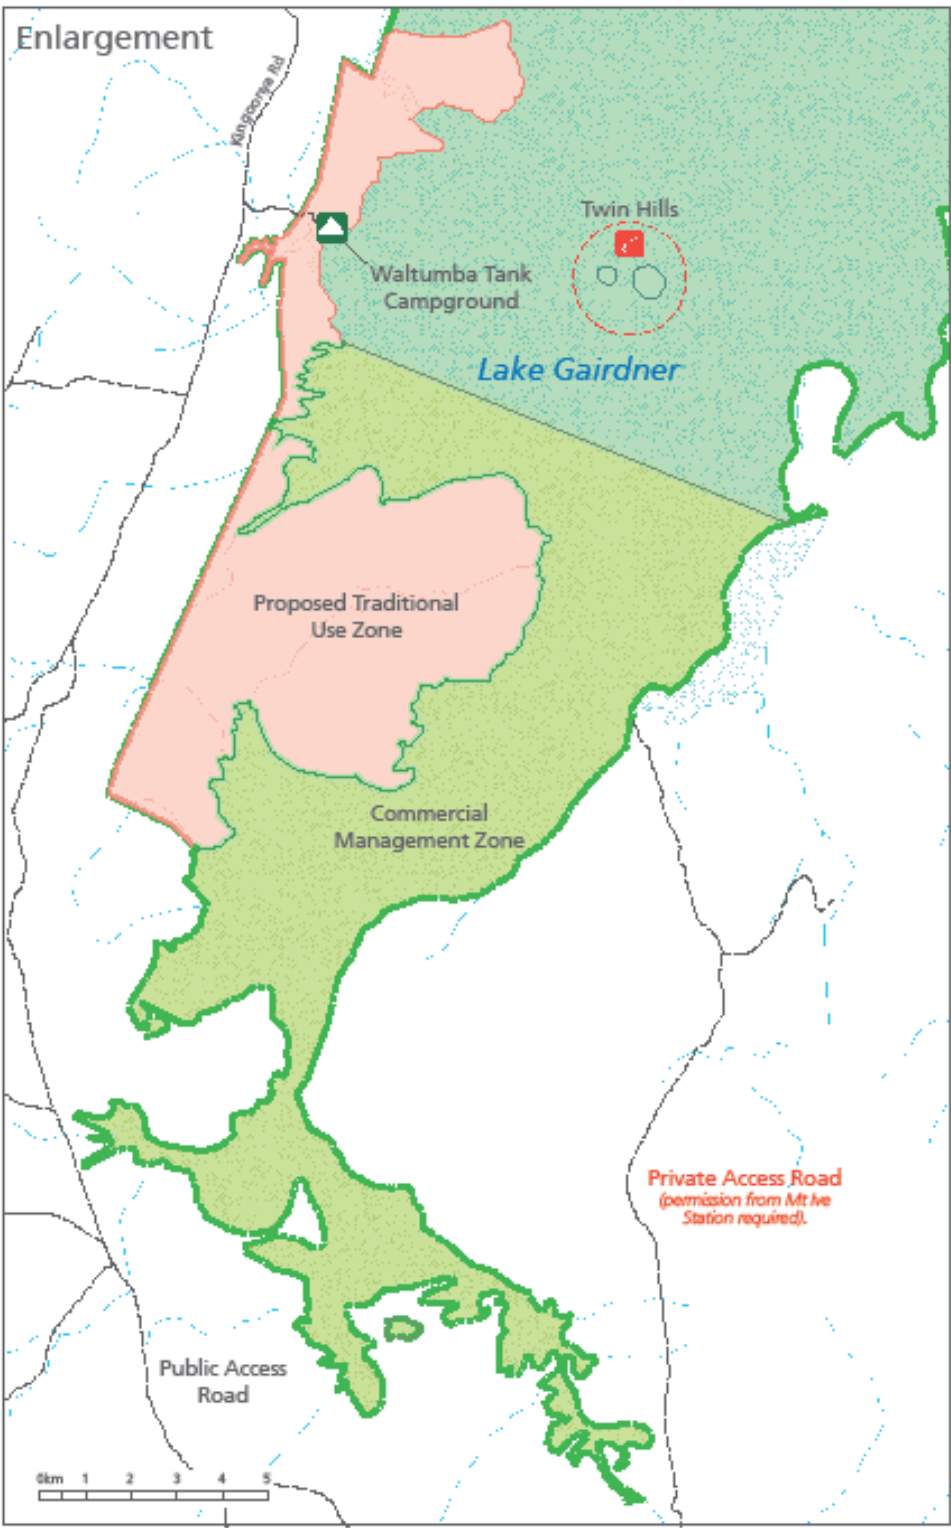 Enlargement
Kingoonya Rd
Twin Hills
Waltumba Tank
Campground
Lake Gairdner
Proposed Traditional
Use Zone
Commercial
Management Zone
Private Access Road
(permission from Mt Ive
Station required).
Public Access
Road
0km 1 2 3 4 5